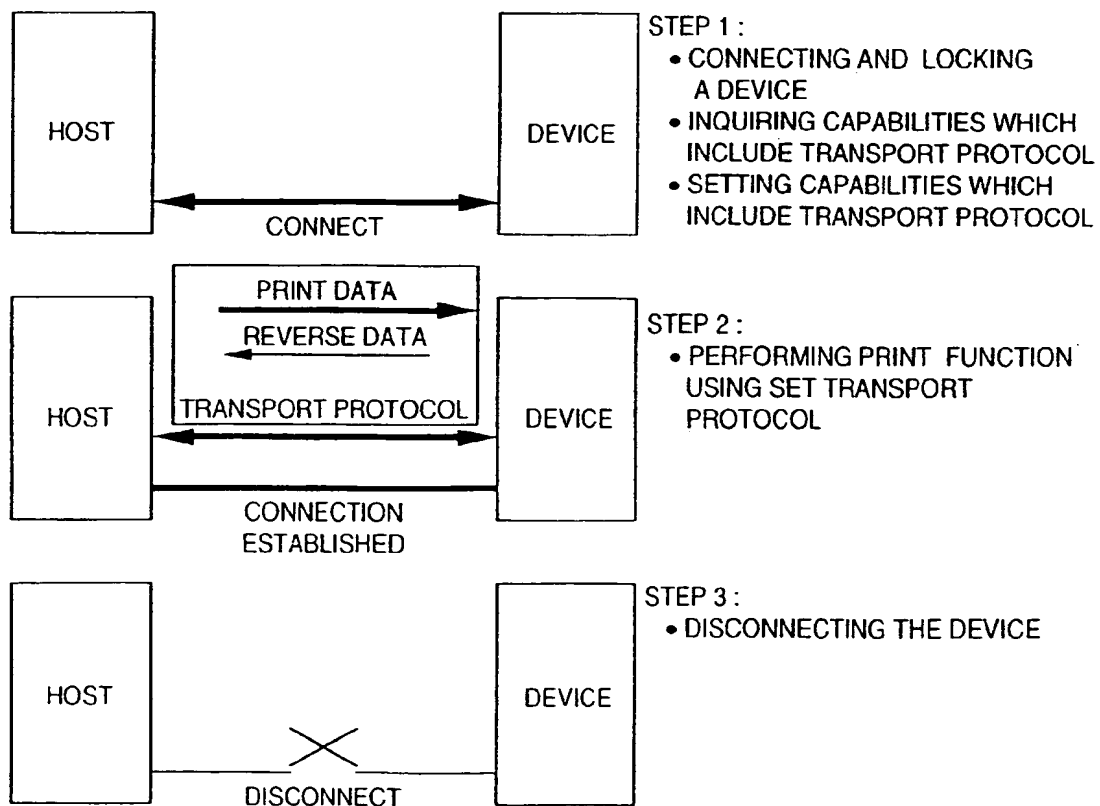 HOST
DEVICE
CONNECT
STEP 1 :
• CONNECTING AND LOCKING
A DEVICE
• INQUIRING CAPABILITIES WHICH
INCLUDE TRANSPORT PROTOCOL
• SETTING CAPABILITIES WHICH
INCLUDE TRANSPORT PROTOCOL
HOST
PRINT DATA
REVERSE DATA
TRANSPORT PROTOCOL
CONNECTION
ESTABLISHED
DEVICE
STEP 2 :
• PERFORMING PRINT FUNCTION
USING SET TRANSPORT
PROTOCOL
HOST
DISCONNECT
DEVICE
STEP 3 :
• DISCONNECTING THE DEVICE